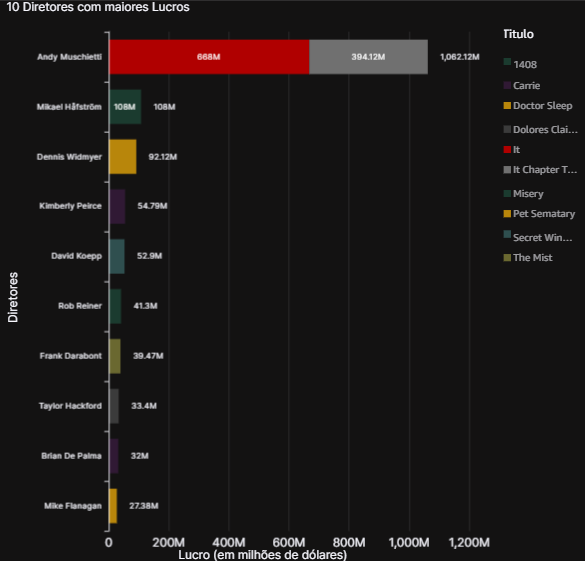 10 Diretores com maiores Lucros
Andy Muschietti 668M 394.12M 1,062.12M
Mikael Håfström 108M 108M
Dennis Widmyer 92.12M
Kimberly Peirce 54.79M
David Koepp 52.9M
Rob Reiner 41.3M
Frank Darabont 39.47M
Taylor Hackford 33.4M
Brian De Palma 32M
Mike Flanagan 27.38M
Diretores
0 200M 400M 600M 800M 1,000M 1,200M
Lucro (em milhões de dólares)
Título
1408
Carrie
Doctor Sleep
Dolores Clai...
It
It Chapter T...
Misery
Pet Sematary
Secret Win...
The Mist